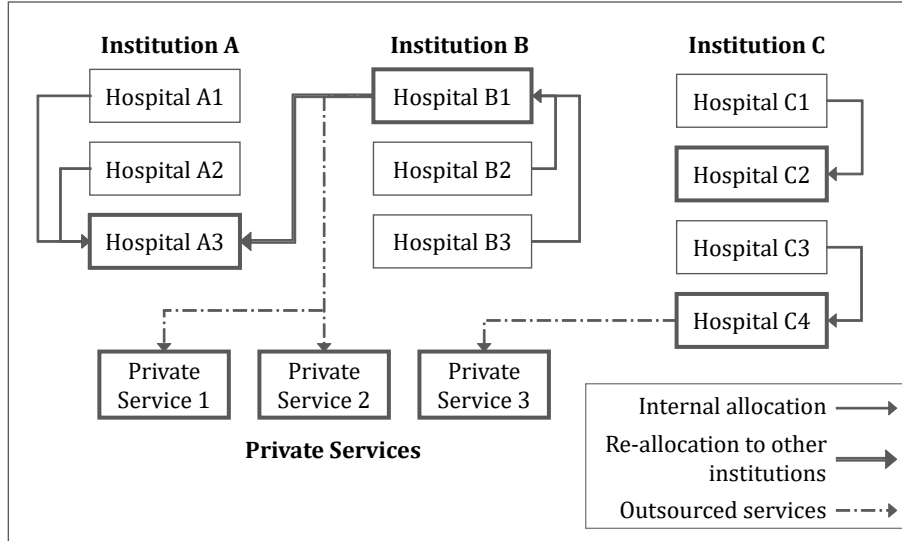 Institution A
Institution B
Institution C
Hospital A1
Hospital B1
Hospital C1
Hospital A2
Hospital B2
Hospital C2
Hospital A3
Hospital B3
Hospital C3
Hospital C4
Private
Service 1
Private
Service 2
Private
Service 3
Private Services
Internal allocation
Re-allocation to other
institutions
Outsourced services